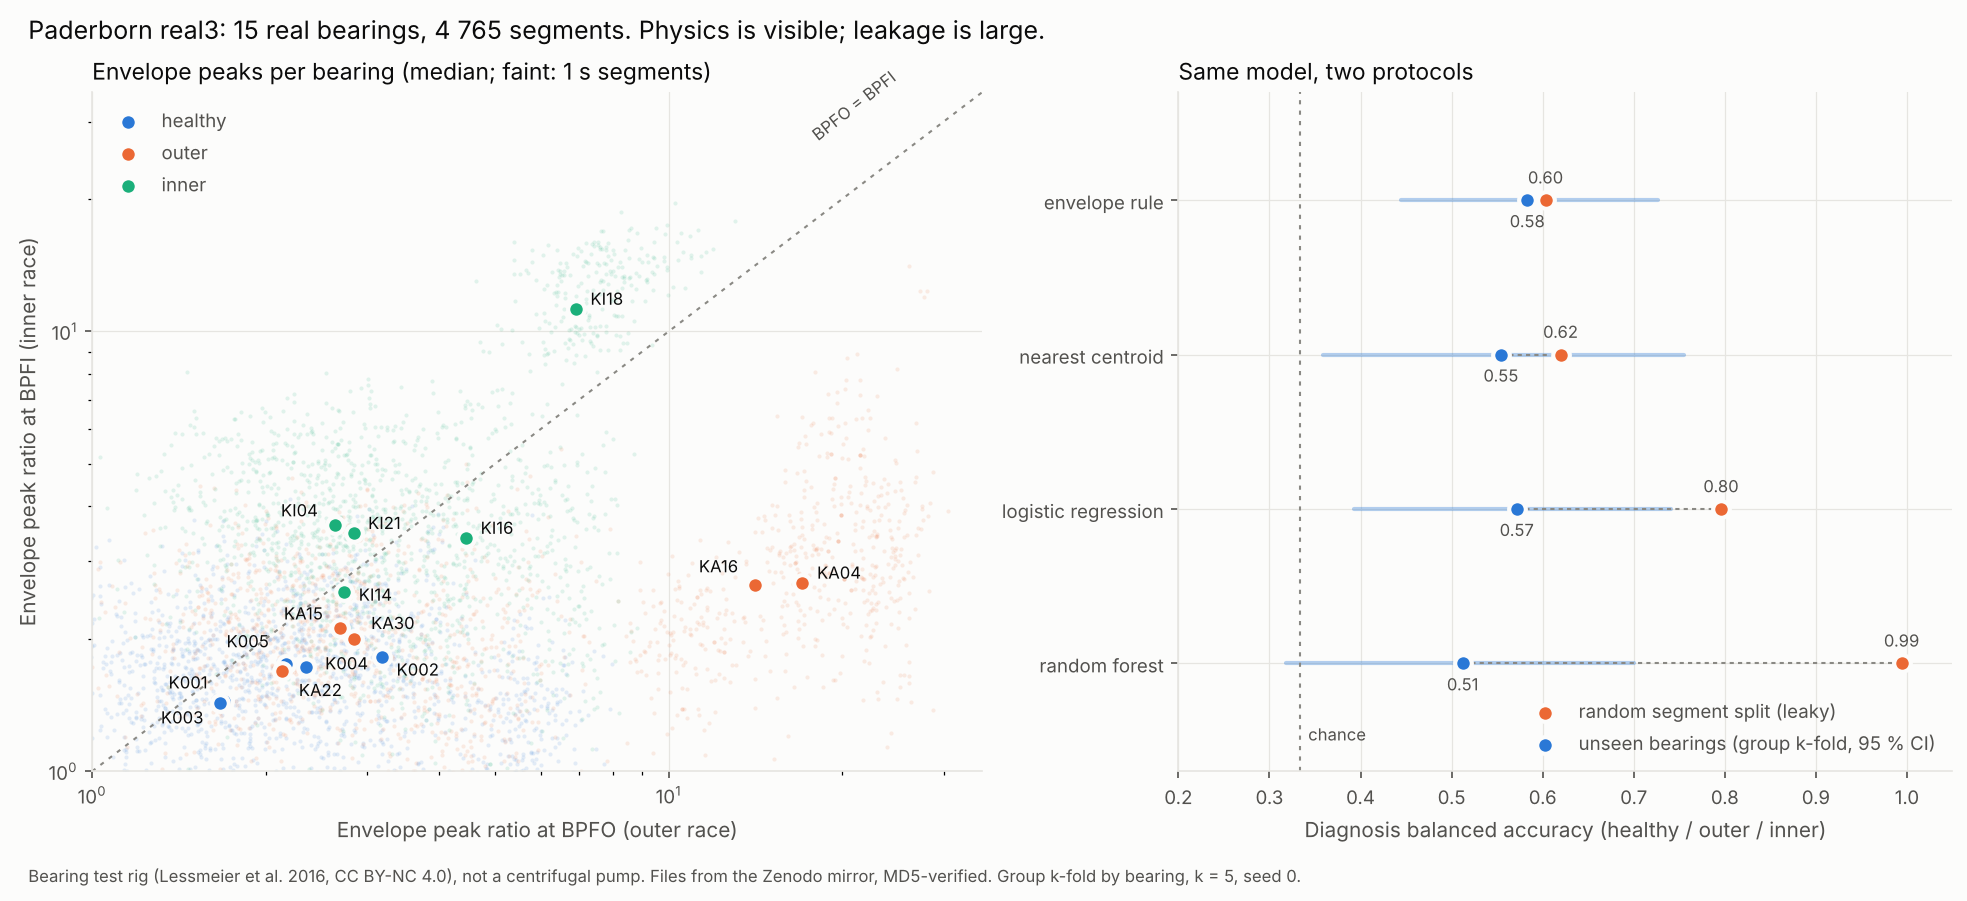 Paderborn real3: 15 real bearings, 4 765 segments. Physics is visible; leakage is large.
Envelope peaks per bearing (median; faint: 1 s segments)
BPFO = BPFI
healthy
outer
inner
KI18
KI04
KI21
KI16
KA16
KA04
KI14
KA15
KA30
K005
K004
K002
K001
KA22
K003
10¹
10⁰
10⁰
10¹
Envelope peak ratio at BPFI (inner race)
Envelope peak ratio at BPFO (outer race)
Same model, two protocols
envelope rule
0.60
0.58
nearest centroid
0.62
0.55
logistic regression
0.80
0.57
random forest
0.99
0.51
random segment split (leaky)
unseen bearings (group k-fold, 95 % CI)
chance
0.2 0.3 0.4 0.5 0.6 0.7 0.8 0.9 1.0
Diagnosis balanced accuracy (healthy / outer / inner)
Bearing test rig (Lessmeier et al. 2016, CC BY-NC 4.0), not a centrifugal pump. Files from the Zenodo mirror, MD5-verified. Group k-fold by bearing, k = 5, seed 0.